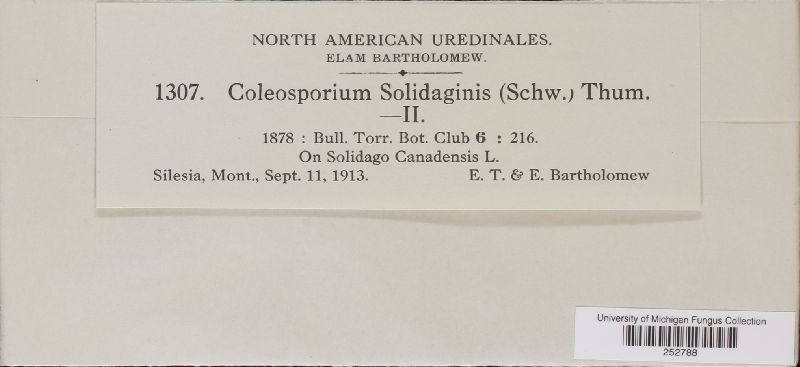 NORTH AMERICAN UREDINALES.
ELAM BARTHOLOMEW.
1307. Coleosporium Solidaginis (Schw.) Thum.
—II.
1878 : Bull. Torr. Bot. Club 6 : 216.
On Solidago Canadensis L.
Silesia, Mont., Sept. 11, 1913. E. T. & E. Bartholomew
University of Michigan Fungus Collection
252788